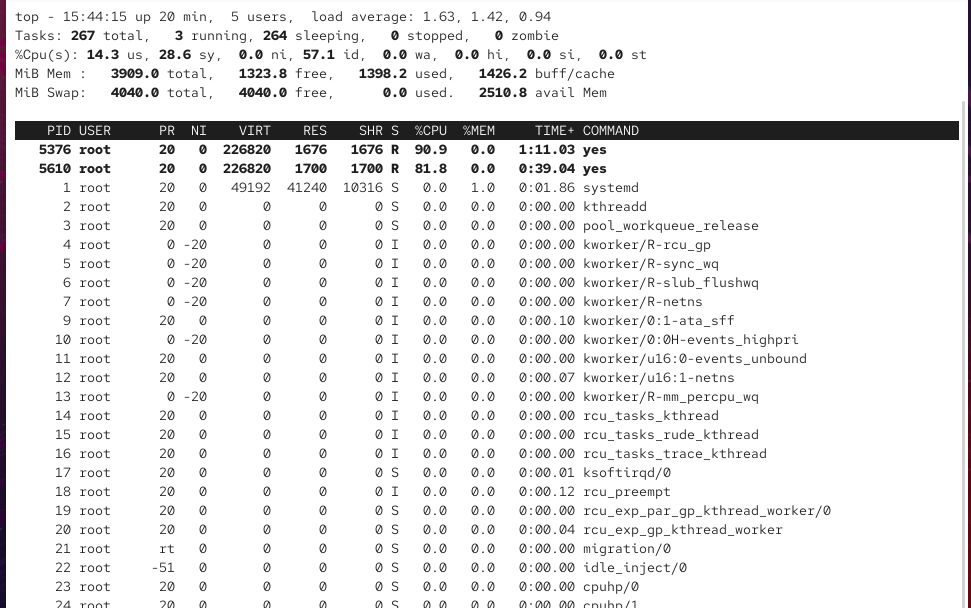 top - 15:44:15 up 20 min,  5 users,  load average: 1.63, 1.42, 0.94
Tasks: 267 total,   3 running, 264 sleeping,   0 stopped,   0 zombie
%Cpu(s): 14.3 us, 28.6 sy,  0.0 ni, 57.1 id,  0.0 wa,  0.0 hi,  0.0 si,  0.0 st
MiB Mem :   3909.0 total,   1323.8 free,   1398.2 used,   1426.2 buff/cache
MiB Swap:   4040.0 total,   4040.0 free,      0.0 used.   2510.8 avail Mem
PID USER      PR  NI    VIRT    RES    SHR S  %CPU  %MEM     TIME+ COMMAND
5376 root      20   0  226820   1676   1676 R  90.9   0.0   1:11.03 yes
5610 root      20   0  226820   1700   1700 R  81.8   0.0   0:39.04 yes
1 root      20   0   49192  41240  10316 S   0.0   1.0   0:01.86 systemd
2 root      20   0       0      0      0 S   0.0   0.0   0:00.00 kthreadd
3 root      20   0       0      0      0 S   0.0   0.0   0:00.00 pool_workqueue_release
4 root       0 -20       0      0      0 I   0.0   0.0   0:00.00 kworker/R-rcu_gp
5 root       0 -20       0      0      0 I   0.0   0.0   0:00.00 kworker/R-sync_wq
6 root       0 -20       0      0      0 I   0.0   0.0   0:00.00 kworker/R-slub_flushwq
7 root       0 -20       0      0      0 I   0.0   0.0   0:00.00 kworker/R-netns
9 root      20   0       0      0      0 I   0.0   0.0   0:00.10 kworker/0:1-ata_sff
10 root       0 -20       0      0      0 I   0.0   0.0   0:00.00 kworker/0:0H-events_highpri
11 root      20   0       0      0      0 I   0.0   0.0   0:00.00 kworker/u16:0-events_unbound
12 root      20   0       0      0      0 I   0.0   0.0   0:00.07 kworker/u16:1-netns
13 root       0 -20       0      0      0 I   0.0   0.0   0:00.00 kworker/R-mm_percpu_wq
14 root      20   0       0      0      0 I   0.0   0.0   0:00.00 rcu_tasks_kthread
15 root      20   0       0      0      0 I   0.0   0.0   0:00.00 rcu_tasks_rude_kthread
16 root      20   0       0      0      0 I   0.0   0.0   0:00.00 rcu_tasks_trace_kthread
17 root      20   0       0      0      0 S   0.0   0.0   0:00.01 ksoftirqd/0
18 root      20   0       0      0      0 I   0.0   0.0   0:00.12 rcu_preempt
19 root      20   0       0      0      0 S   0.0   0.0   0:00.00 rcu_exp_par_gp_kthread_worker/0
20 root      20   0       0      0      0 S   0.0   0.0   0:00.04 rcu_exp_gp_kthread_worker
21 root      rt   0       0      0      0 S   0.0   0.0   0:00.00 migration/0
22 root     -51   0       0      0      0 S   0.0   0.0   0:00.00 idle_inject/0
23 root      20   0       0      0      0 S   0.0   0.0   0:00.00 cpuhp/0
24 root      20   0       0      0      0 S   0.0   0.0   0:00.00 cpuhp/1